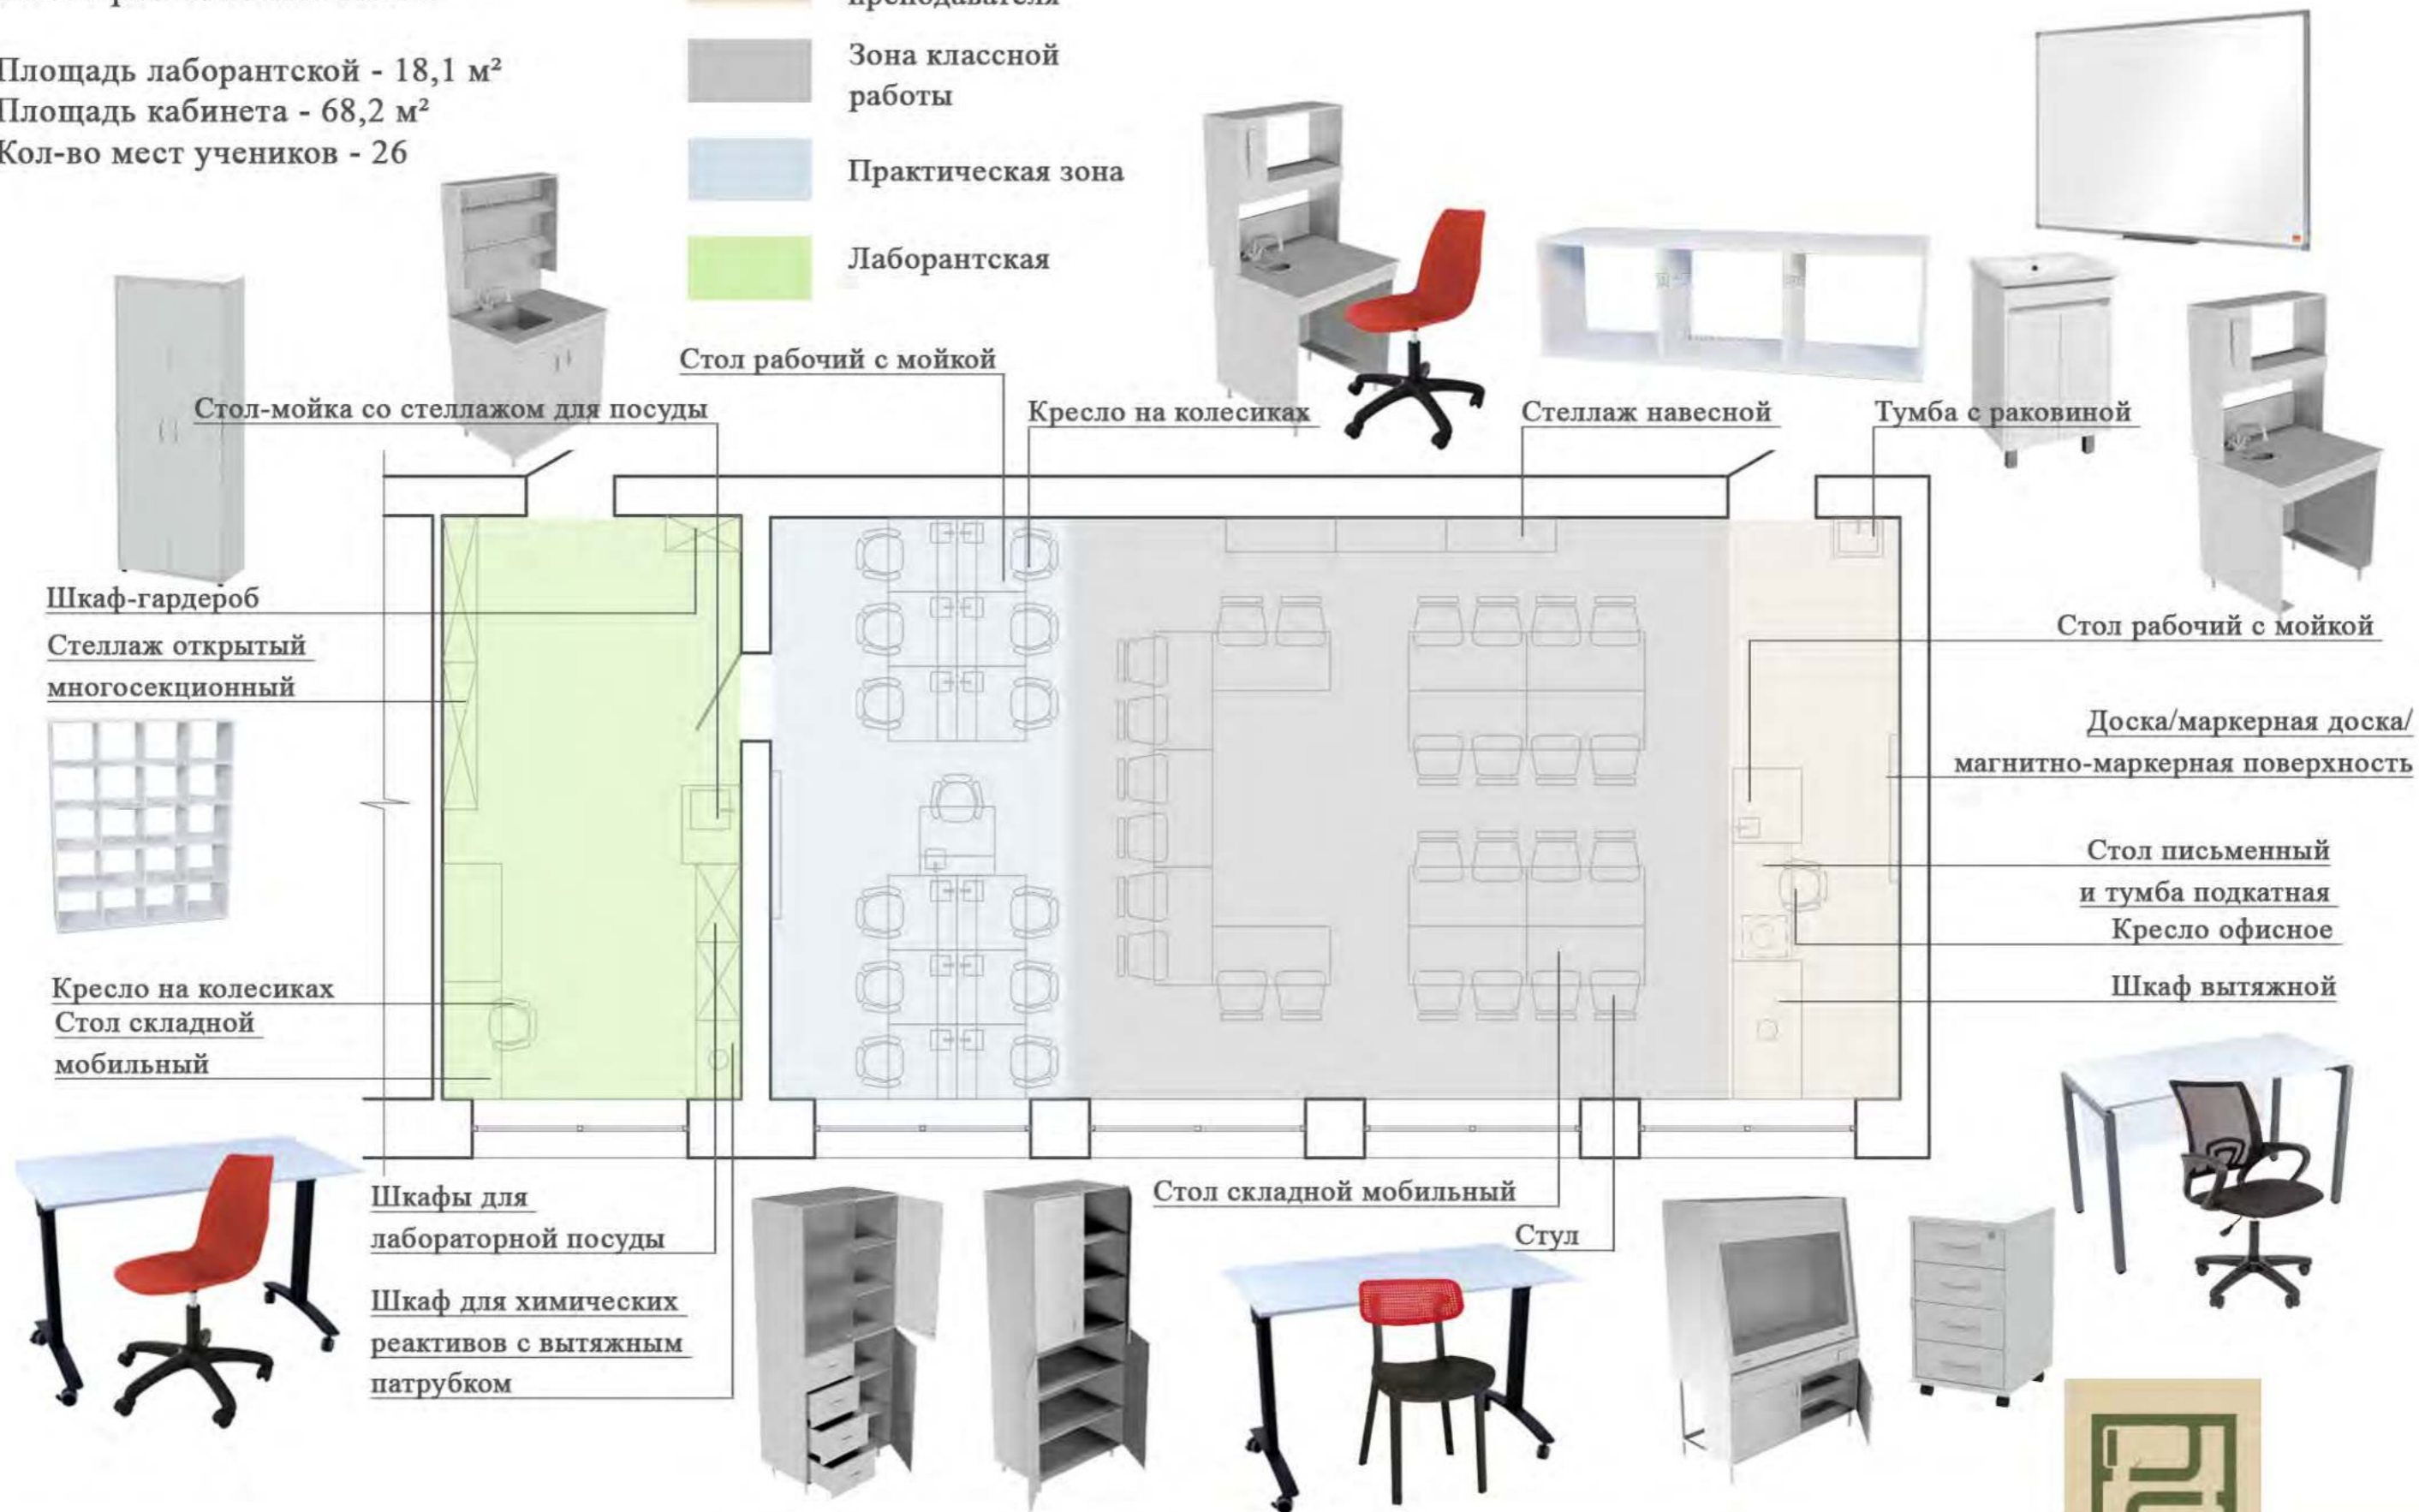 преподавателя
Площадь лаборантской - 18,1 м²
Площадь кабинета - 68,2 м²
Кол-во мест учеников - 26
Зона классной
работы
Практическая зона
Лаборантская
Стол рабочий с мойкой
Стол-мойка со стеллажом для посуды
Кресло на колесиках
Стеллаж навесной
Тумба с раковиной
Шкаф-гардероб
Стеллаж открытый
многосекционный
Стол рабочий с мойкой
Доска/маркерная доска/
магнитно-маркерная поверхность
Стол письменный
и тумба подкатная
Кресло офисное
Шкаф вытяжной
Кресло на колесиках
Стол складной
мобильный
Шкафы для
лабораторной посуды
Шкаф для химических
реактивов с вытяжным
патрубком
Стол складной мобильный
Стул